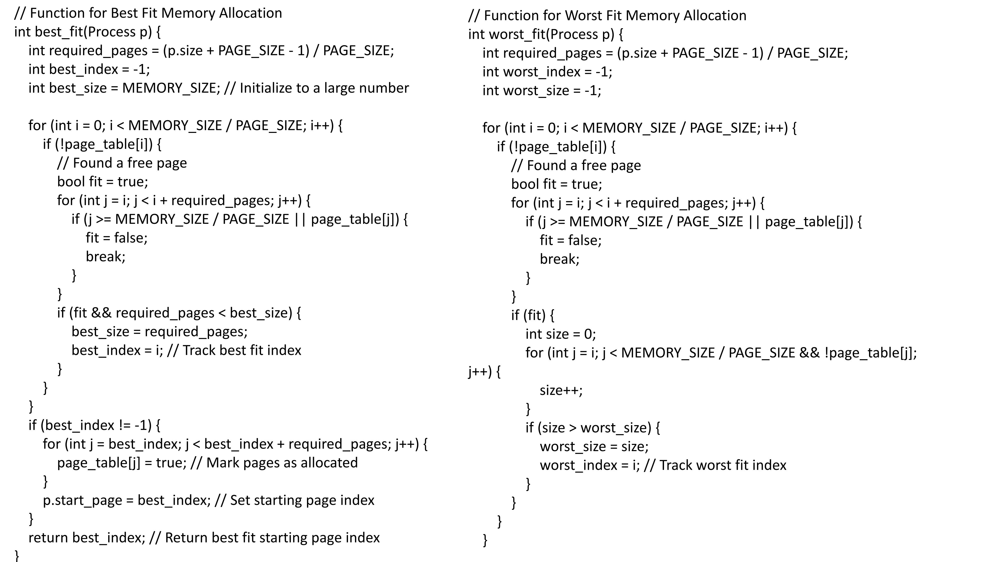 // Function for Best Fit Memory Allocation
int best_fit(Process p) {
int required_pages = (p.size + PAGE_SIZE - 1) / PAGE_SIZE;
int best_index = -1;
int best_size = MEMORY_SIZE; // Initialize to a large number
for (int i = 0; i < MEMORY_SIZE / PAGE_SIZE; i++) {
if (!page_table[i]) {
// Found a free page
bool fit = true;
for (int j = i; j < i + required_pages; j++) {
if (j >= MEMORY_SIZE / PAGE_SIZE || page_table[j]) {
fit = false;
break;
}
}
if (fit && required_pages < best_size) {
best_size = required_pages;
best_index = i; // Track best fit index
}
}
}
if (best_index != -1) {
for (int j = best_index; j < best_index + required_pages; j++) {
page_table[j] = true; // Mark pages as allocated
}
p.start_page = best_index; // Set starting page index
}
return best_index; // Return best fit starting page index
}
// Function for Worst Fit Memory Allocation
int worst_fit(Process p) {
int required_pages = (p.size + PAGE_SIZE - 1) / PAGE_SIZE;
int worst_index = -1;
int worst_size = -1;
for (int i = 0; i < MEMORY_SIZE / PAGE_SIZE; i++) {
if (!page_table[i]) {
// Found a free page
bool fit = true;
for (int j = i; j < i + required_pages; j++) {
if (j >= MEMORY_SIZE / PAGE_SIZE || page_table[j]) {
fit = false;
break;
}
}
if (fit) {
int size = 0;
for (int j = i; j < MEMORY_SIZE / PAGE_SIZE && !page_table[j];
j++) {
size++;
}
if (size > worst_size) {
worst_size = size;
worst_index = i; // Track worst fit index
}
}
}
}